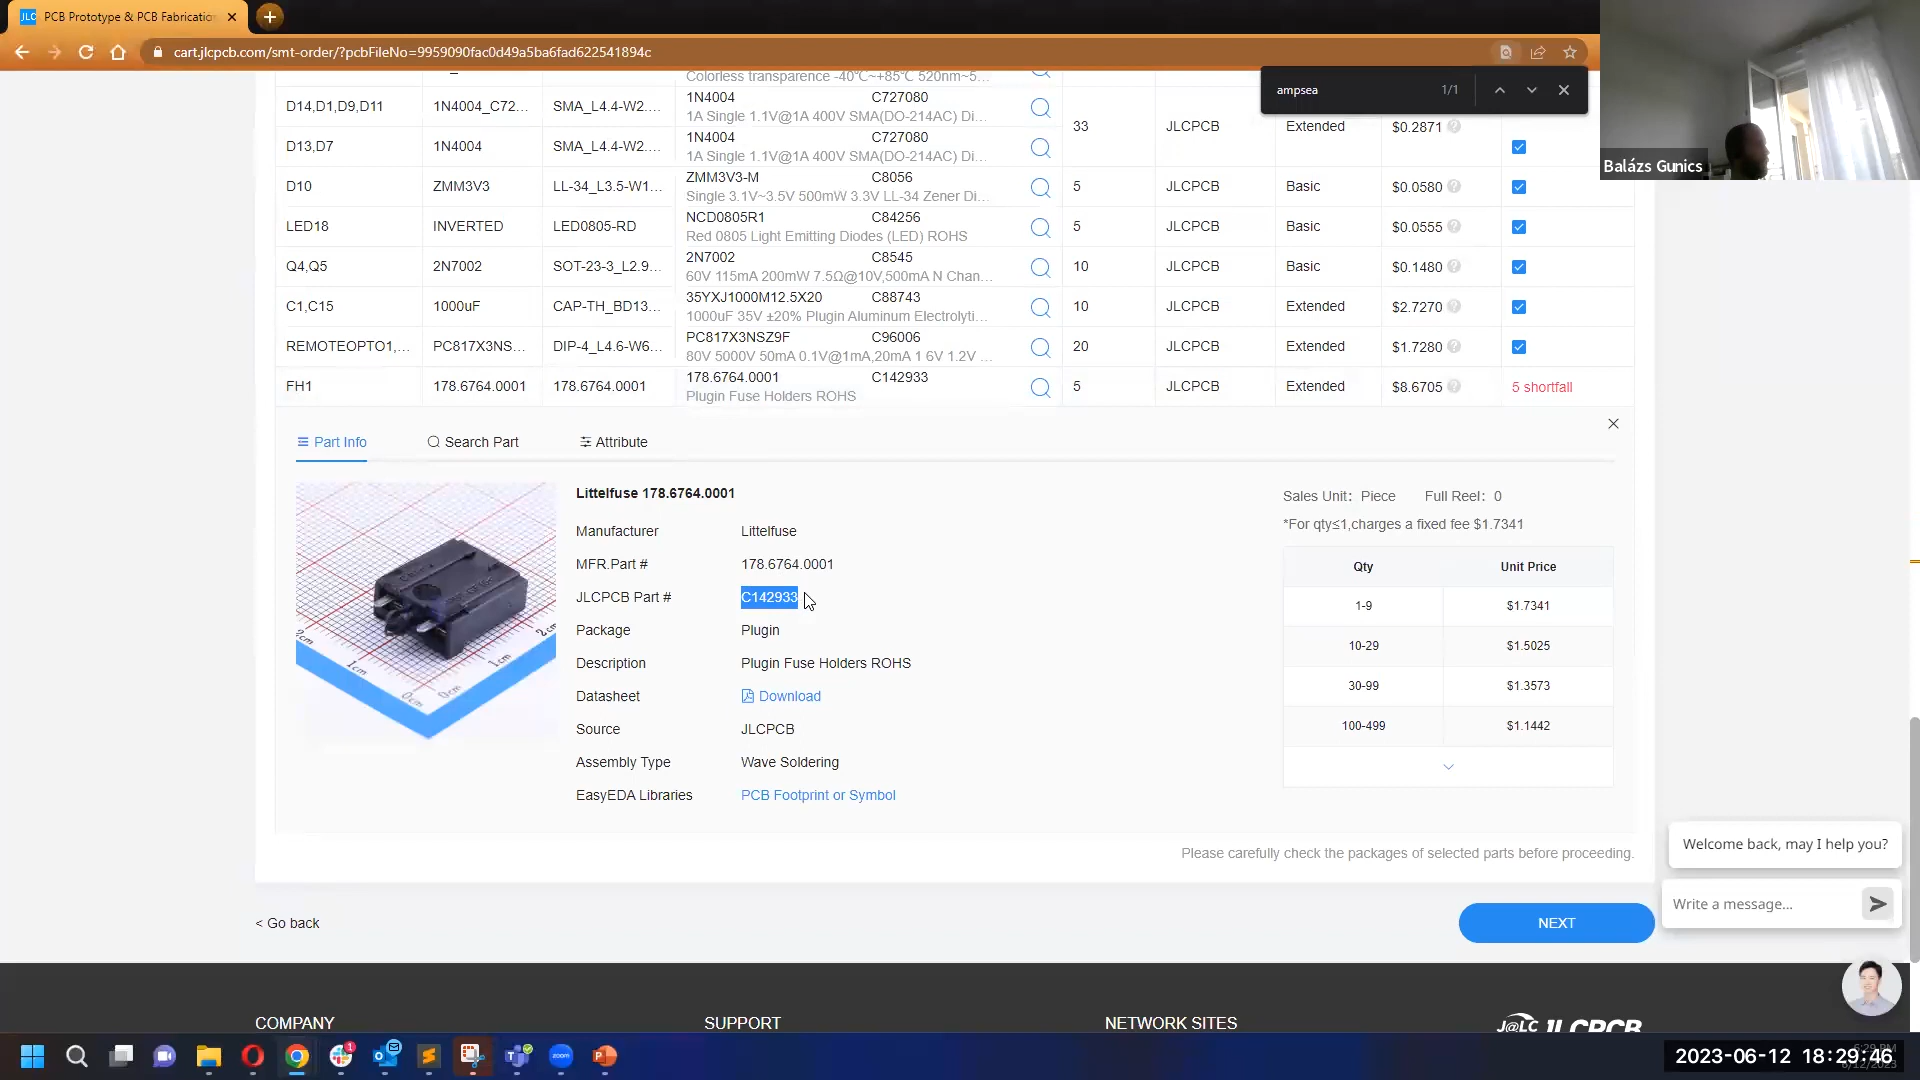 JLC PCB Prototype & PCB Fabricatio
cart.jlcpcb.com/smt-order/?pcbFileNo=9959090fac0d49a5ba6fad622541894c
ampsea 1/1
Balázs Gunics
Colorless transparence -40℃~+85℃ 520nm~5...
D14,D1,D9,D11 1N4004_C72... SMA_L4.4-W2.... 1N4004 C727080
1A Single 1.1V@1A 400V SMA(DO-214AC) Di...
33 JLCPCB Extended $0.2871
D13,D7 1N4004 SMA_L4.4-W2.... 1N4004 C727080
1A Single 1.1V@1A 400V SMA(DO-214AC) Di...
D10 ZMM3V3 LL-34_L3.5-W1... ZMM3V3-M C8056 5 JLCPCB Basic $0.0580
Single 3.1V~3.5V 500mW 3.3V LL-34 Zener Di...
LED18 INVERTED LED0805-RD NCD0805R1 C84256 5 JLCPCB Basic $0.0555
Red 0805 Light Emitting Diodes (LED) ROHS
Q4,Q5 2N7002 SOT-23-3_L2.9... 2N7002 C8545 10 JLCPCB Basic $0.1480
60V 115mA 200mW 7.5Ω@10V,500mA N Chan...
C1,C15 1000uF CAP-TH_BD13... 35YXJ1000M12.5X20 C88743 10 JLCPCB Extended $2.7270
1000uF 35V ±20% Plugin Aluminum Electrolyti...
REMOTEOPTO1,... PC817X3NS... DIP-4_L4.6-W6... PC817X3NSZ9F C96006 20 JLCPCB Extended $1.7280
80V 5000V 50mA 0.1V@1mA,20mA 1 6V 1.2V ...
FH1 178.6764.0001 178.6764.0001 178.6764.0001 C142933 5 JLCPCB Extended $8.6705 5 shortfall
Plugin Fuse Holders ROHS
Part Info Search Part Attribute
Littelfuse 178.6764.0001
Manufacturer Littelfuse
MFR.Part # 178.6764.0001
JLCPCB Part # C142933
Package Plugin
Description Plugin Fuse Holders ROHS
Datasheet Download
Source JLCPCB
Assembly Type Wave Soldering
EasyEDA Libraries PCB Footprint or Symbol
Sales Unit: Piece Full Reel: 0
*For qty≤1,charges a fixed fee $1.7341
Qty Unit Price
1-9 $1.7341
10-29 $1.5025
30-99 $1.3573
100-499 $1.1442
1cm 0cm 0cm 1cm
Please carefully check the packages of selected parts before proceeding.
Welcome back, may I help you?
Write a message...
< Go back
NEXT
COMPANY SUPPORT NETWORK SITES J@LC JLCPCB
zoom
2023-06-12 18:29:46